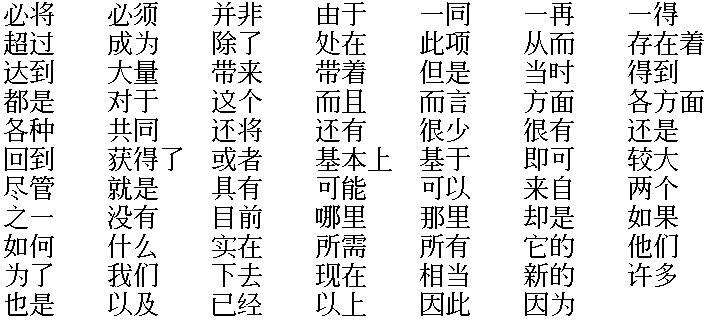 必将 必须 并非 由于 一同 一再 一得
超过 成为 除了 处在 此项 从而 存在着
达到 大量 带来 带着 但是 当时 得到
都是 对于 这个 而且 而言 方面 各方面
各种 共同 还将 还有 很少 很有 还是
回到 获得了 或者 基本上 基于 即可 较大
尽管 就是 具有 可能 可以 来自 两个
之一 没有 目前 哪里 那里 却是 如果
如何 什么 实在 所需 所有 它的 他们
为了 我们 下去 现在 相当 新的 许多
也是 以及 已经 以上 因此 因为